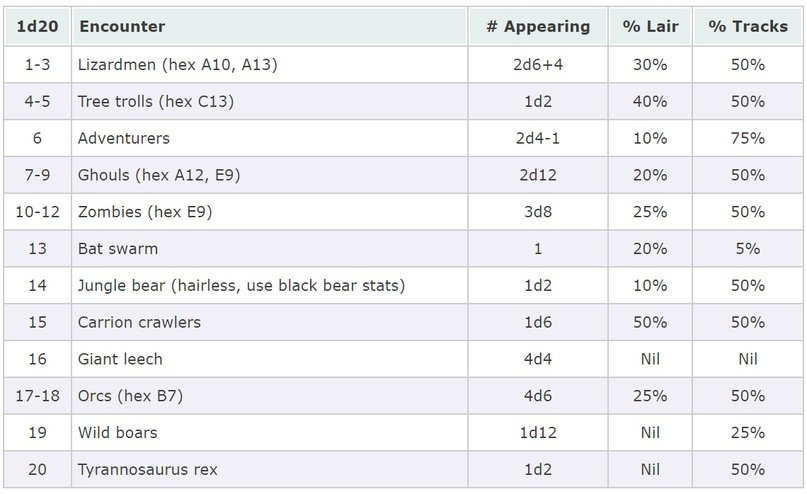 1d20 Encounter # Appearing % Lair % Tracks
1-3 Lizardmen (hex A10, A13) 2d6+4 30% 50%
4-5 Tree trolls (hex C13) 1d2 40% 50%
6 Adventurers 2d4-1 10% 75%
7-9 Ghouls (hex A12, E9) 2d12 20% 50%
10-12 Zombies (hex E9) 3d8 25% 50%
13 Bat swarm 1 20% 5%
14 Jungle bear (hairless, use black bear stats) 1d2 10% 50%
15 Carrion crawlers 1d6 50% 50%
16 Giant leech 4d4 Nil Nil
17-18 Orcs (hex B7) 4d6 25% 50%
19 Wild boars 1d12 Nil 25%
20 Tyrannosaurus rex 1d2 Nil 50%